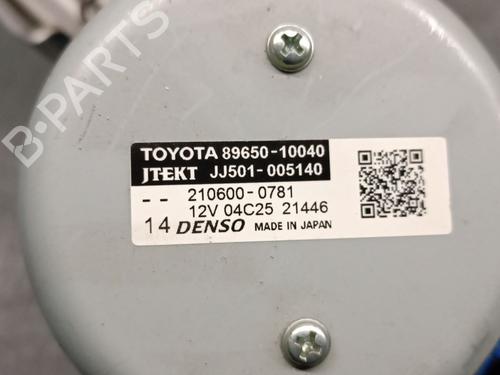 B-PARTS
TOYOTA 89650-10040
JTEKT JJ501-005140
-- 210600-0781
12V 04C25 21446
14 DENSO MADE IN JAPAN